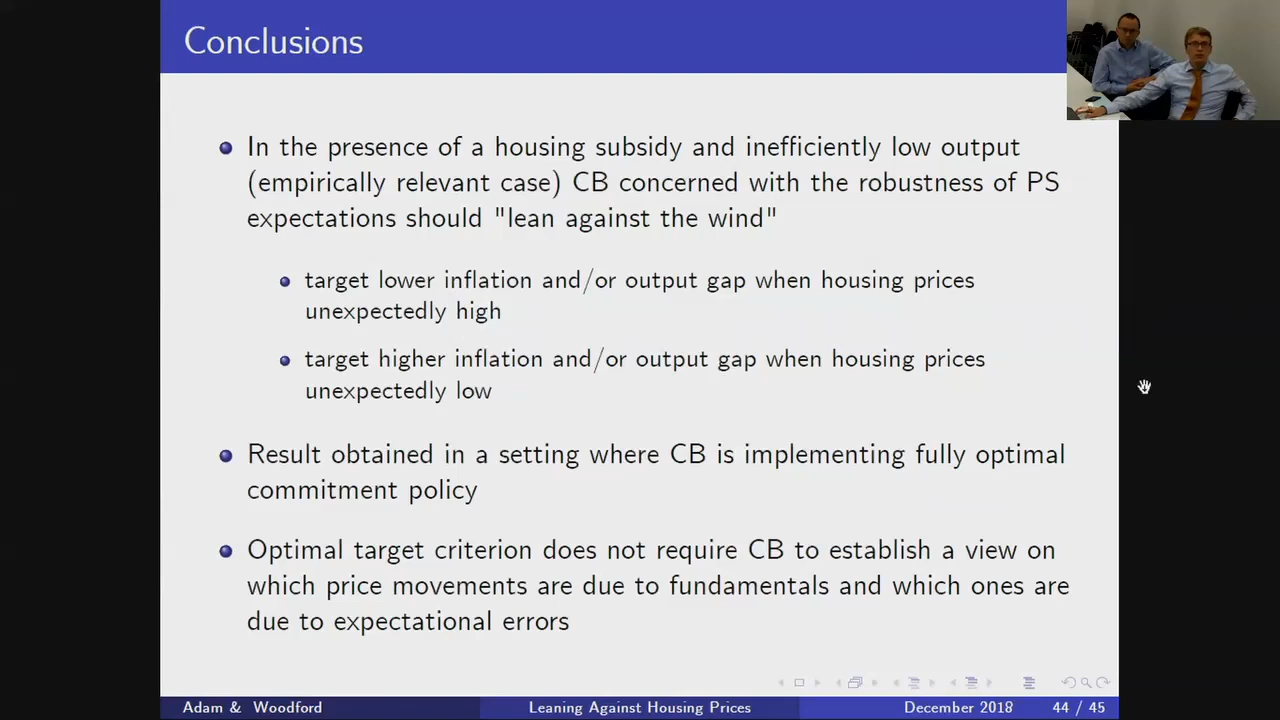 Conclusions
In the presence of a housing subsidy and inefficiently low output
(empirically relevant case) CB concerned with the robustness of PS
expectations should "lean against the wind"
target lower inflation and/or output gap when housing prices
unexpectedly high
target higher inflation and/or output gap when housing prices
unexpectedly low
Result obtained in a setting where CB is implementing fully optimal
commitment policy
Optimal target criterion does not require CB to establish a view on
which price movements are due to fundamentals and which ones are
due to expectational errors
Adam & Woodford Leaning Against Housing Prices December 2018 44 / 45